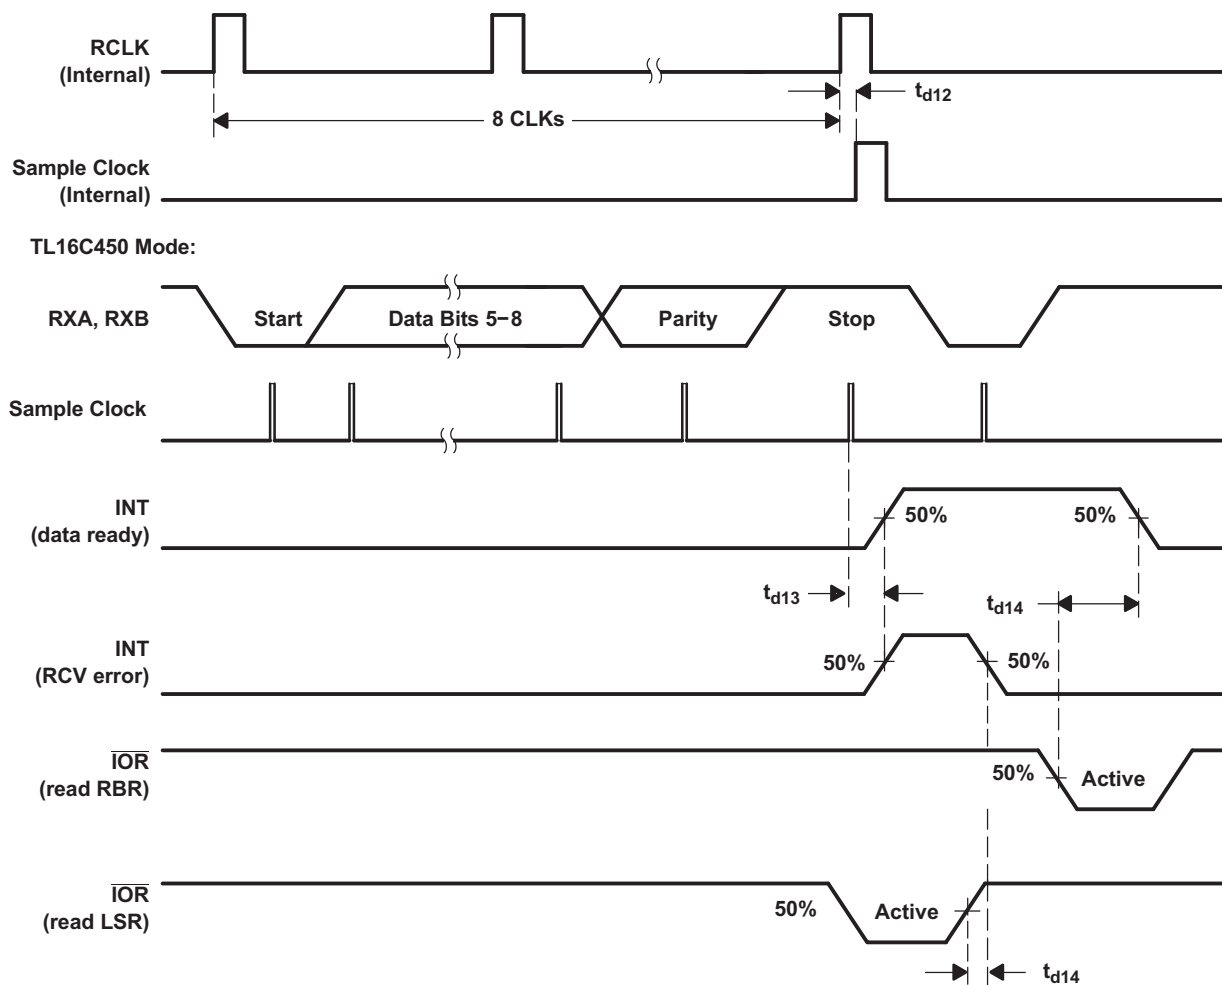 RCLK
(Internal)
t_d12
8 CLKs
Sample Clock
(Internal)
TL16C450 Mode:
RXA, RXB
Start
Data Bits 5−8
Parity
Stop
Sample Clock
INT
(data ready)
50%
50%
t_d13
t_d14
INT
(RCV error)
50%
50%
IOR
(read RBR)
50%
Active
IOR
(read LSR)
50%
Active
t_d14